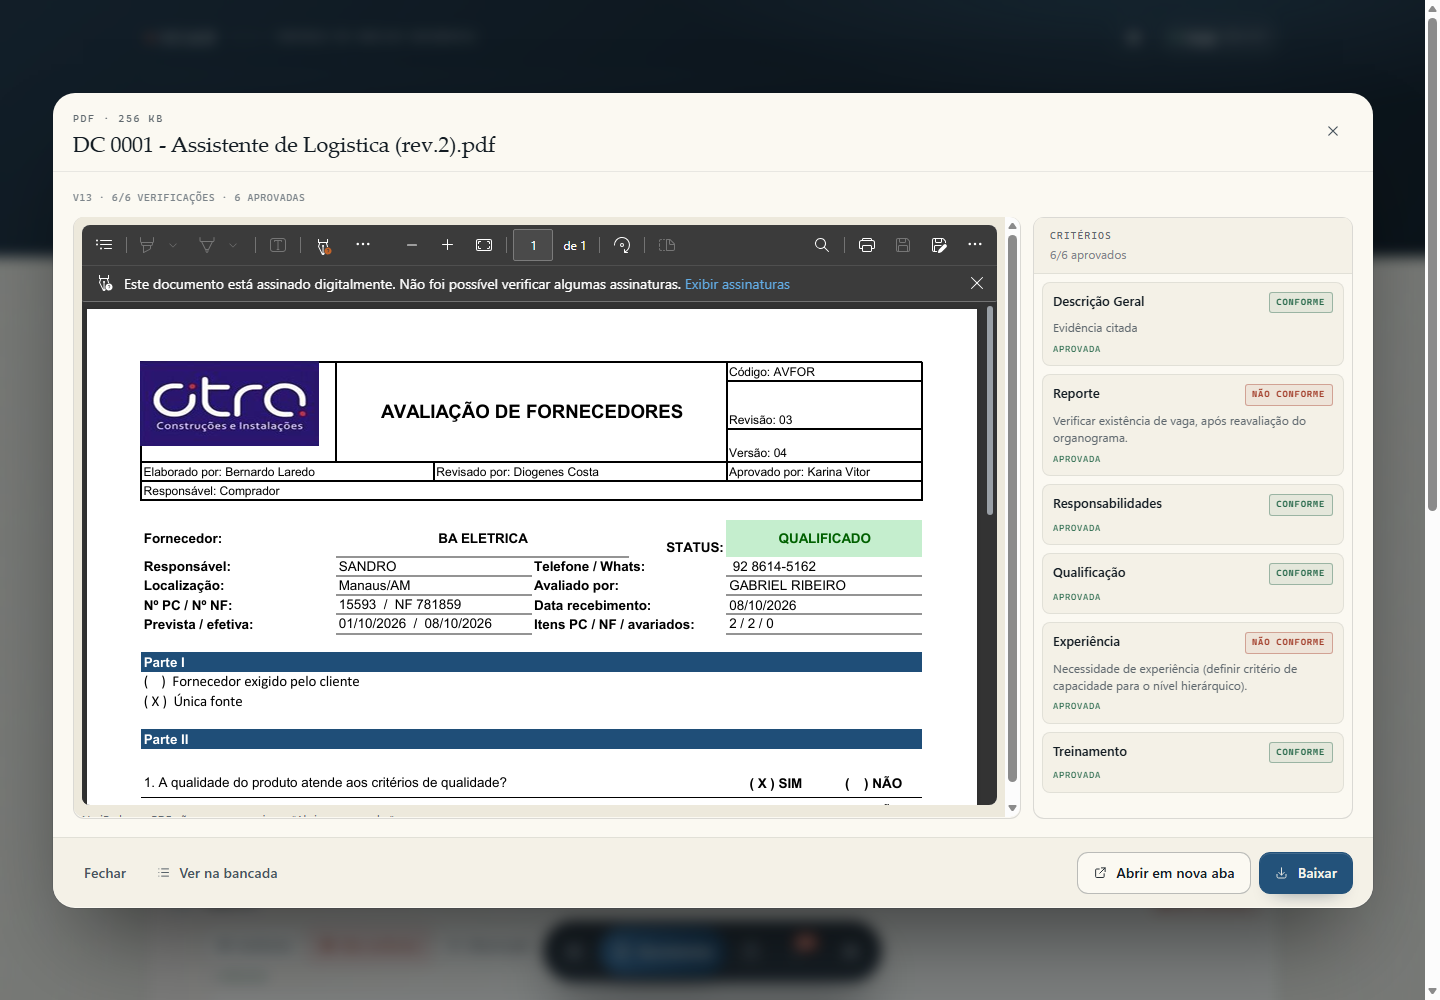 PDF · 256 KB
DC 0001 - Assistente de Logistica (rev.2).pdf
V13 · 6/6 VERIFICAÇÕES · 6 APROVADAS
1 de 1
Este documento está assinado digitalmente. Não foi possível verificar algumas assinaturas. Exibir assinaturas
citra
Construções e Instalações
AVALIAÇÃO DE FORNECEDORES
Código: AVFOR
Revisão: 03
Versão: 04
Elaborado por: Bernardo Laredo
Revisado por: Diogenes Costa
Aprovado por: Karina Vitor
Responsável: Comprador
Fornecedor: BA ELETRICA STATUS: QUALIFICADO
Responsável: SANDRO Telefone / Whats: 92 8614-5162
Localização: Manaus/AM Avaliado por: GABRIEL RIBEIRO
Nº PC / Nº NF: 15593 / NF 781859 Data recebimento: 08/10/2026
Prevista / efetiva: 01/10/2026 / 08/10/2026 Itens PC / NF / avariados: 2 / 2 / 0
Parte I
( ) Fornecedor exigido pelo cliente
( X ) Única fonte
Parte II
1. A qualidade do produto atende aos critérios de qualidade? ( X ) SIM ( ) NÃO
CRITÉRIOS
6/6 aprovados
Descrição Geral CONFORME
Evidência citada
APROVADA
Reporte NÃO CONFORME
Verificar existência de vaga, após reavaliação do
organograma.
APROVADA
Responsabilidades CONFORME
APROVADA
Qualificação CONFORME
APROVADA
Experiência NÃO CONFORME
Necessidade de experiência (definir critério de
capacidade para o nível hierárquico).
APROVADA
Treinamento CONFORME
APROVADA
Fechar
Ver na bancada
Abrir em nova aba
Baixar